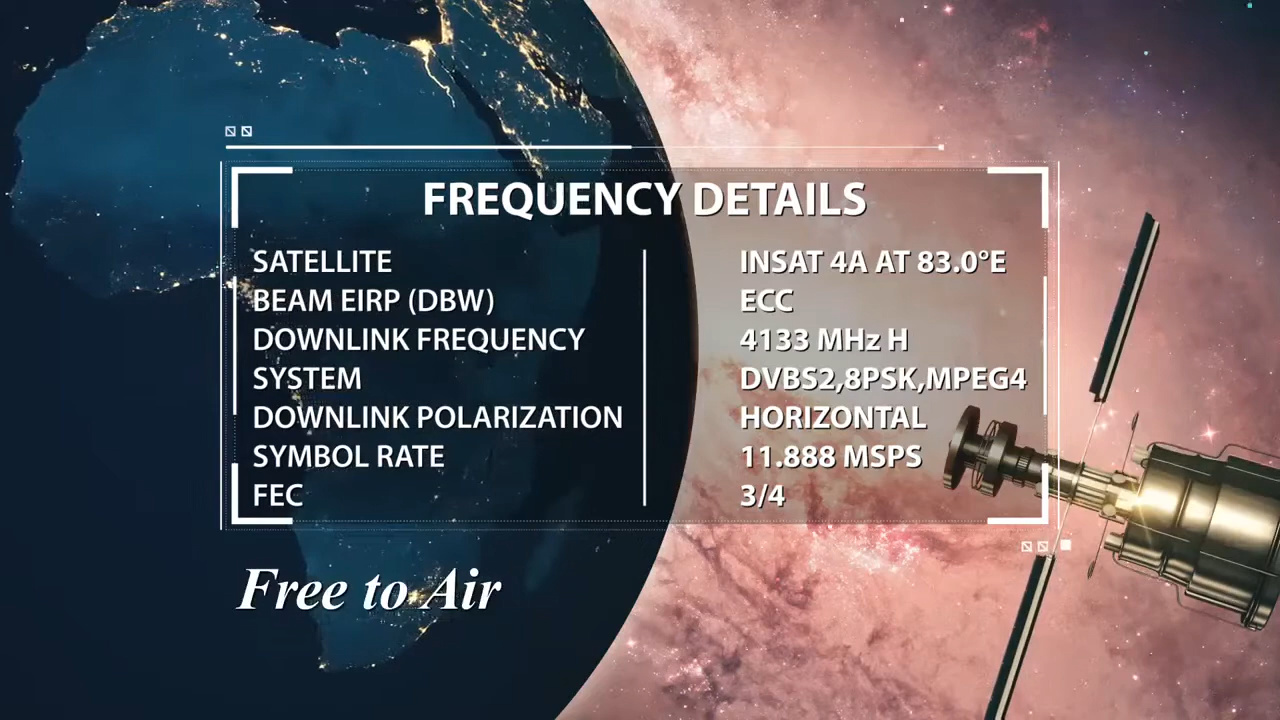 FREQUENCY DETAILS
SATELLITE INSAT 4A AT 83.0°E
BEAM EIRP (DBW) ECC
DOWNLINK FREQUENCY 4133 MHz H
SYSTEM DVBS2,8PSK,MPEG4
DOWNLINK POLARIZATION HORIZONTAL
SYMBOL RATE 11.888 MSPS
FEC 3/4
Free to Air